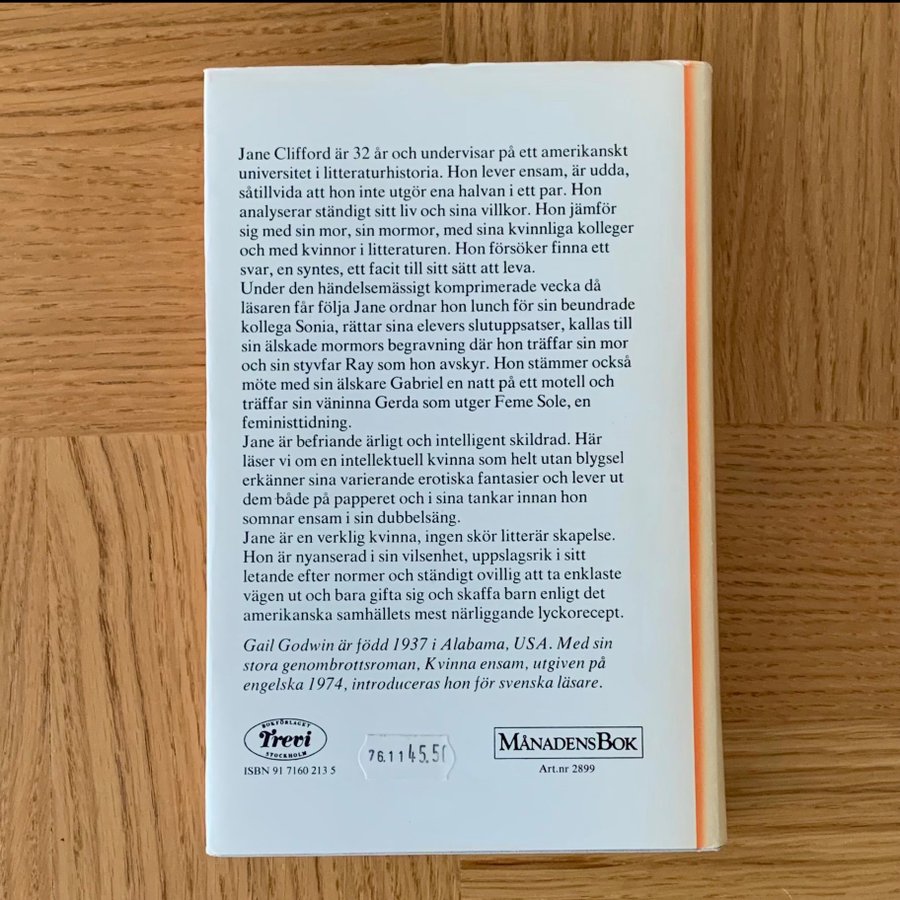 Jane Clifford är 32 år och undervisar på ett amerikanskt
universitet i litteraturhistoria. Hon lever ensam, är udda,
såtillvida att hon inte utgör ena halvan i ett par. Hon
analyserar ständigt sitt liv och sina villkor. Hon jämför
sig med sin mor, sin mormor, med sina kvinnliga kolleger
och med kvinnor i litteraturen. Hon försöker finna ett
svar, en syntes, ett facit till sitt sätt att leva.
Under den händelsemässigt komprimerade vecka då
läsaren får följa Jane ordnar hon lunch för sin beundrade
kollega Sonia, rättar sina elevers slutuppsatser, kallas till
sin älskade mormors begravning där hon träffar sin mor
och sin styvfar Ray som hon avskyr. Hon stämmer också
möte med sin älskare Gabriel en natt på ett motell och
träffar sin väninna Gerda som utger Feme Sole, en
feministtidning.
Jane är befriande ärligt och intelligent skildrad. Här
läser vi om en intellektuell kvinna som helt utan blygsel
erkänner sina varierande erotiska fantasier och lever ut
dem både på papperet och i sina tankar innan hon
somnar ensam i sin dubbelsäng.
Jane är en verklig kvinna, ingen skör litterär skapelse.
Hon är nyanserad i sin vilsenhet, uppslagsrik i sitt
letande efter normer och ständigt ovillig att ta enklaste
vägen ut och bara gifta sig och skaffa barn enligt det
amerikanska samhällets mest närliggande lyckorecept.
Gail Godwin är född 1937 i Alabama, USA. Med sin
stora genombrottsroman, Kvinna ensam, utgiven på
engelska 1974, introduceras hon för svenska läsare.
BOKFÖRLAGET
Trevi
STOCKHOLM
ISBN 91 7160 213 5
76.11 45.50
MÅNADENSBOK
Art.nr 2899